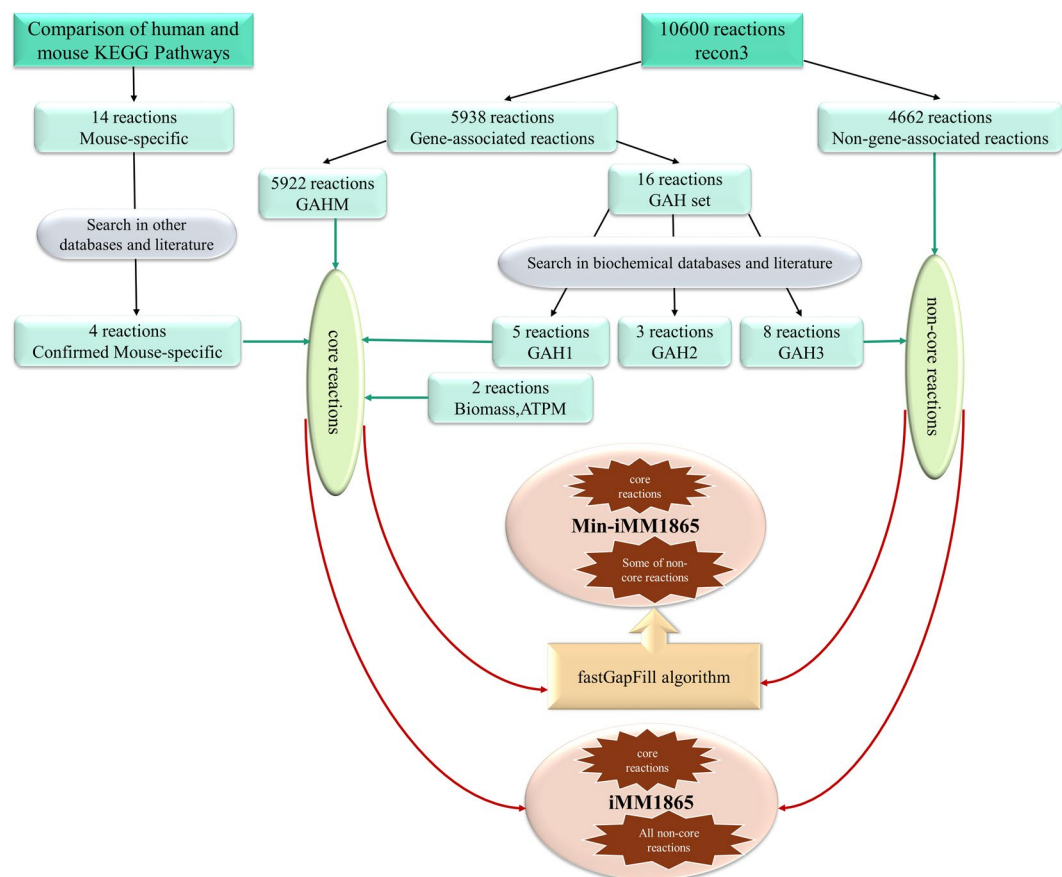 Comparison of human and
mouse KEGG Pathways
10600 reactions
recon3
14 reactions
Mouse-specific
5938 reactions
Gene-associated reactions
4662 reactions
Non-gene-associated reactions
5922 reactions
GAHM
16 reactions
GAH set
Search in other
databases and literature
Search in biochemical databases and literature
4 reactions
Confirmed Mouse-specific
core reactions
5 reactions
GAH1
3 reactions
GAH2
8 reactions
GAH3
non-core reactions
2 reactions
Biomass,ATPM
core
reactions
Min-iMM1865
Some of non-
core reactions
fastGapFill algorithm
core
reactions
iMM1865
All non-core
reactions